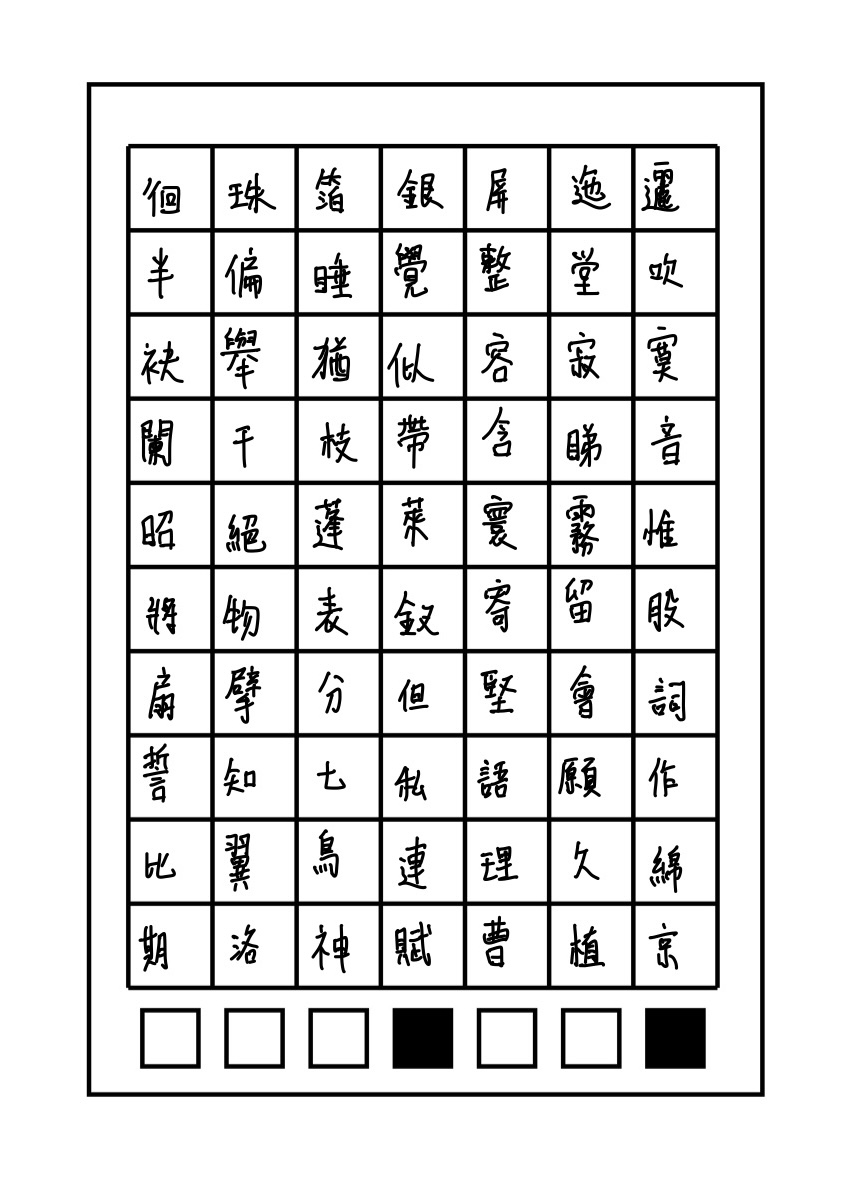 徊珠箔銀屏迤邐
半偏睡覺整堂吹
袂舉猶似容寂寞
闌干枝帶含睇音
昭絕蓬萊寰霧惟
將物表釵寄留股
扇擘分但堅會詞
誓知七私語願作
比翼鳥連理久綿
期洛神賦曹植京